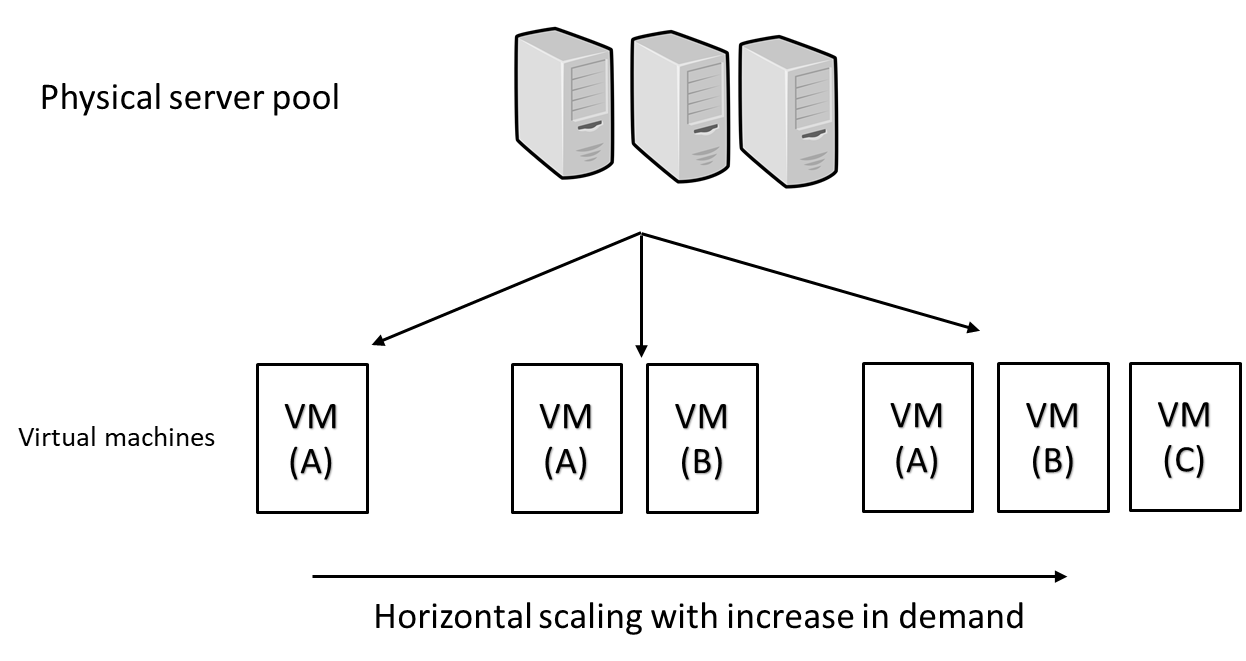 Physical server pool
Virtual machines
VM
(A)
VM
(A)
VM
(B)
VM
(A)
VM
(B)
VM
(C)
Horizontal scaling with increase in demand